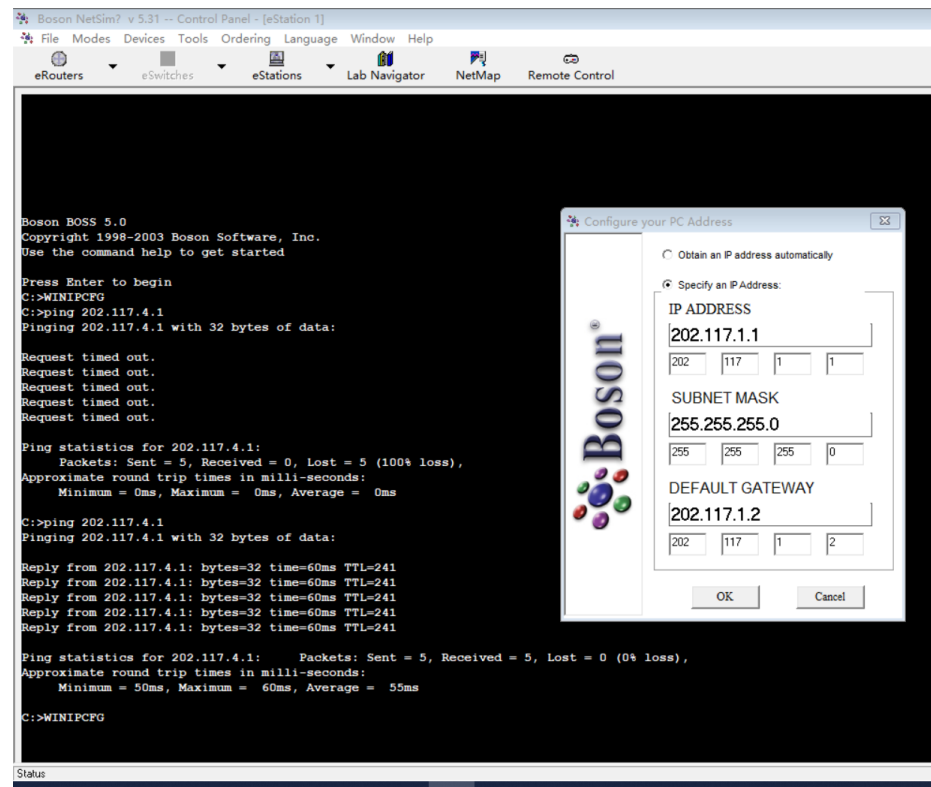 Boson NetSim? v 5.31 -- Control Panel - [eStation 1]
File Modes Devices Tools Ordering Language Window Help
eRouters eSwitches eStations Lab Navigator NetMap Remote Control
Boson BOSS 5.0
Copyright 1998-2003 Boson Software, Inc.
Use the command help to get started
Press Enter to begin
C:>WINIPCFG
C:>ping 202.117.4.1
Pinging 202.117.4.1 with 32 bytes of data:
Request timed out.
Request timed out.
Request timed out.
Request timed out.
Request timed out.
Ping statistics for 202.117.4.1:
Packets: Sent = 5, Received = 0, Lost = 5 (100% loss),
Approximate round trip times in milli-seconds:
Minimum = 0ms, Maximum = 0ms, Average = 0ms
C:>ping 202.117.4.1
Pinging 202.117.4.1 with 32 bytes of data:
Reply from 202.117.4.1: bytes=32 time=60ms TTL=241
Reply from 202.117.4.1: bytes=32 time=60ms TTL=241
Reply from 202.117.4.1: bytes=32 time=60ms TTL=241
Reply from 202.117.4.1: bytes=32 time=60ms TTL=241
Reply from 202.117.4.1: bytes=32 time=60ms TTL=241
Ping statistics for 202.117.4.1: Packets: Sent = 5, Received = 5, Lost = 0 (0% loss),
Approximate round trip times in milli-seconds:
Minimum = 50ms, Maximum = 60ms, Average = 55ms
C:>WINIPCFG
Configure your PC Address
Boson®
Obtain an IP address automatically
Specify an IP Address:
IP ADDRESS
202.117.1.1
202 117 1 1
SUBNET MASK
255.255.255.0
255 255 255 0
DEFAULT GATEWAY
202.117.1.2
202 117 1 2
OK Cancel
Status